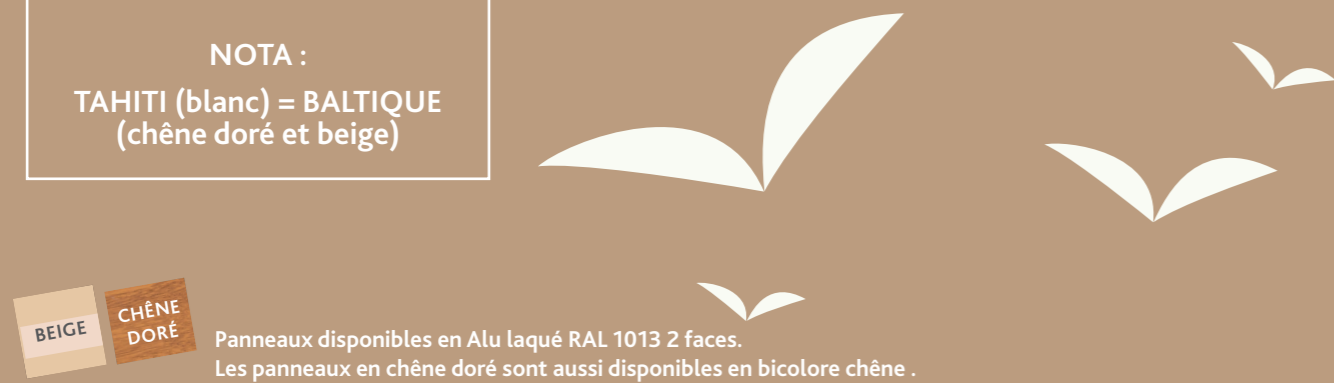 NOTA :
TAHITI (blanc) = BALTIQUE
(chêne doré et beige)
BEIGE
CHÊNE
DORÉ
Panneaux disponibles en Alu laqué RAL 1013 2 faces.
Les panneaux en chêne doré sont aussi disponibles en bicolore chêne .